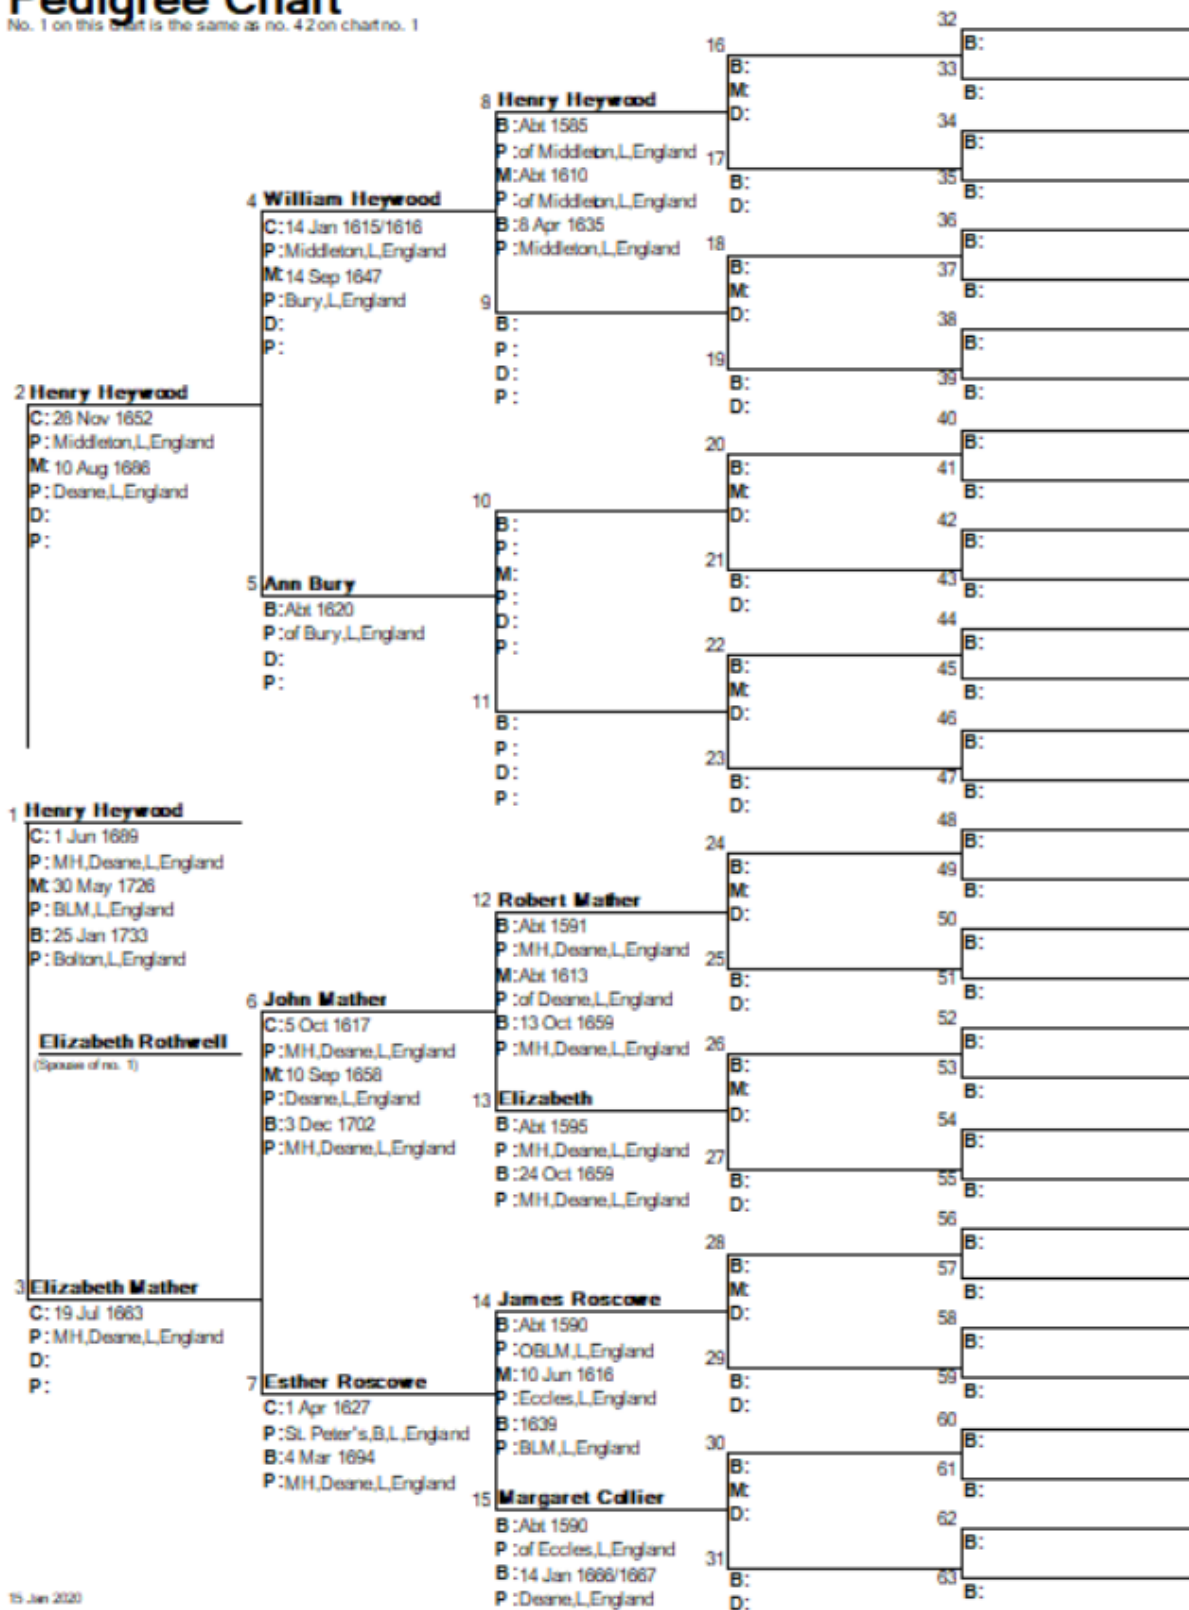 Pedigree Chart
No. 1 on this chart is the same as no. 42 on chart no. 1
2 Henry Heywood
C: 28 Nov 1652
P: Middleton,L,England
M: 10 Aug 1686
P: Deane,L,England
D:
P:
1 Henry Heywood
C: 1 Jun 1689
P: MH,Deane,L,England
M: 30 May 1726
P: BLM,L,England
B: 25 Jan 1733
P: Bolton,L,England
Elizabeth Rothwell
(Spouse of no. 1)
3 Elizabeth Mather
C: 19 Jul 1663
P: MH,Deane,L,England
D:
P:
4 William Heywood
C: 14 Jan 1615/1616
P: Middleton,L,England
M: 14 Sep 1647
P: Bury,L,England
D:
P:
5 Ann Bury
B: Abt 1620
P: of Bury,L,England
D:
P:
6 John Mather
C: 5 Oct 1617
P: MH,Deane,L,England
M: 10 Sep 1658
P: Deane,L,England
B: 3 Dec 1702
P: MH,Deane,L,England
7 Esther Roscowe
C: 1 Apr 1627
P: St. Peter's,B,L,England
B: 4 Mar 1694
P: MH,Deane,L,England
8 Henry Heywood
B: Abt 1585
P: of Middleton,L,England
M: Abt 1610
P: of Middleton,L,England
B: 8 Apr 1635
P: Middleton,L,England
9
B:
P:
D:
P:
10
B:
P:
M:
P:
D:
P:
11
B:
P:
D:
P:
12 Robert Mather
B: Abt 1591
P: MH,Deane,L,England
M: Abt 1613
P: of Deane,L,England
B: 13 Oct 1659
P: MH,Deane,L,England
13 Elizabeth
B: Abt 1595
P: MH,Deane,L,England
B: 24 Oct 1659
P: MH,Deane,L,England
14 James Roscowe
B: Abt 1590
P: OBLM,L,England
M: 10 Jun 1616
P: Eccles,L,England
B: 1639
P: BLM,L,England
15 Margaret Collier
B: Abt 1590
P: of Eccles,L,England
B: 14 Jan 1666/1667
P: Deane,L,England
16
B:
M:
D:
17
B:
D:
18
B:
M:
D:
19
B:
D:
20
B:
M:
D:
21
B:
D:
22
B:
M:
D:
23
B:
D:
24
B:
M:
D:
25
B:
D:
26
B:
M:
D:
27
B:
D:
28
B:
M:
D:
29
B:
D:
30
B:
M:
D:
31
B:
D:
32
B:
33
B:
34
B:
35
B:
36
B:
37
B:
38
B:
39
B:
40
B:
41
B:
42
B:
43
B:
44
B:
45
B:
46
B:
47
B:
48
B:
49
B:
50
B:
51
B:
52
B:
53
B:
54
B:
55
B:
56
B:
57
B:
58
B:
59
B:
60
B:
61
B:
62
B:
63
B:
15 Jan 2020